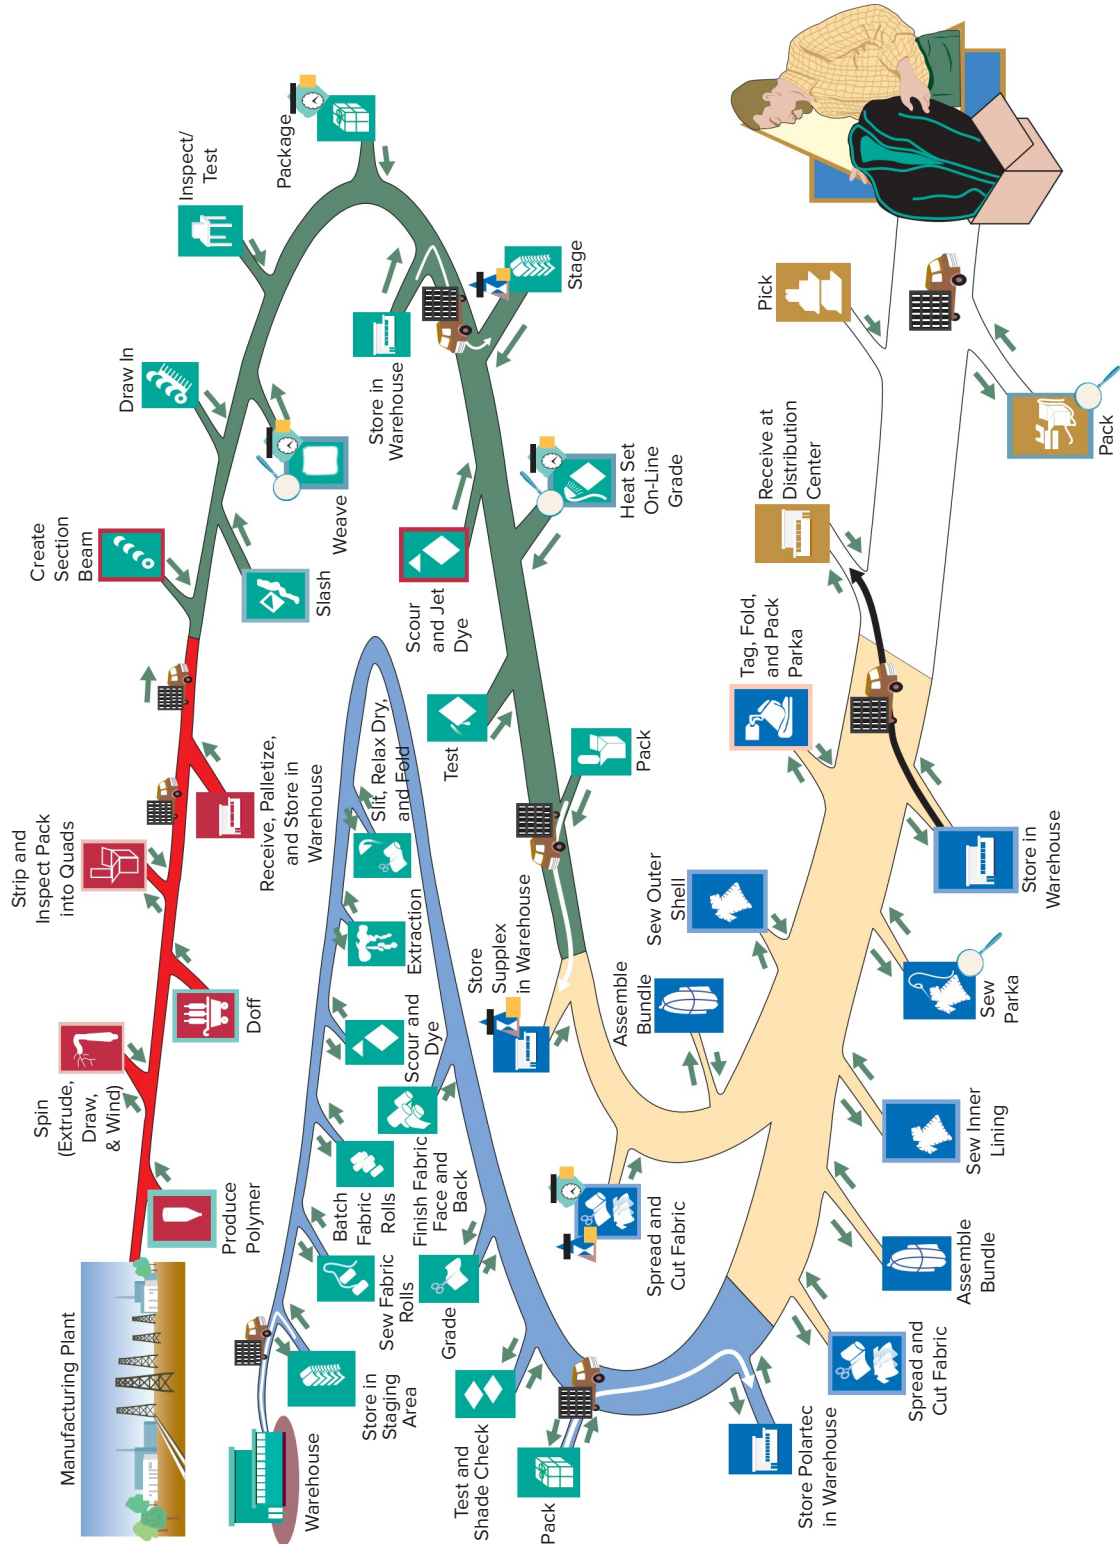 Manufacturing Plant
Produce
Polymer
Spin
(Extrude,
Draw,
& Wind)
Doff
Strip and
Inspect Pack
into Quads
Receive, Palletize,
and Store in
Warehouse
Create
Section
Beam
Slash
Draw In
Weave
Inspect/
Test
Package
Store in
Warehouse
Stage
Scour
and Jet
Dye
Heat Set
On-Line
Grade
Test
Pack
Store
Supplex
in Warehouse
Warehouse
Store in
Staging
Area
Sew Fabric
Rolls
Batch
Fabric
Rolls
Scour and
Dye
Extraction
Slit, Relax Dry,
and Fold
Finish Fabric
Face and
Back
Grade
Test and
Shade Check
Pack
Store Polartec
in Warehouse
Spread and
Cut Fabric
Assemble
Bundle
Sew Outer
Shell
Spread and
Cut Fabric
Assemble
Bundle
Sew Inner
Lining
Sew
Parka
Tag, Fold,
and Pack
Parka
Store in
Warehouse
Receive at
Distribution
Center
Pick
Pack